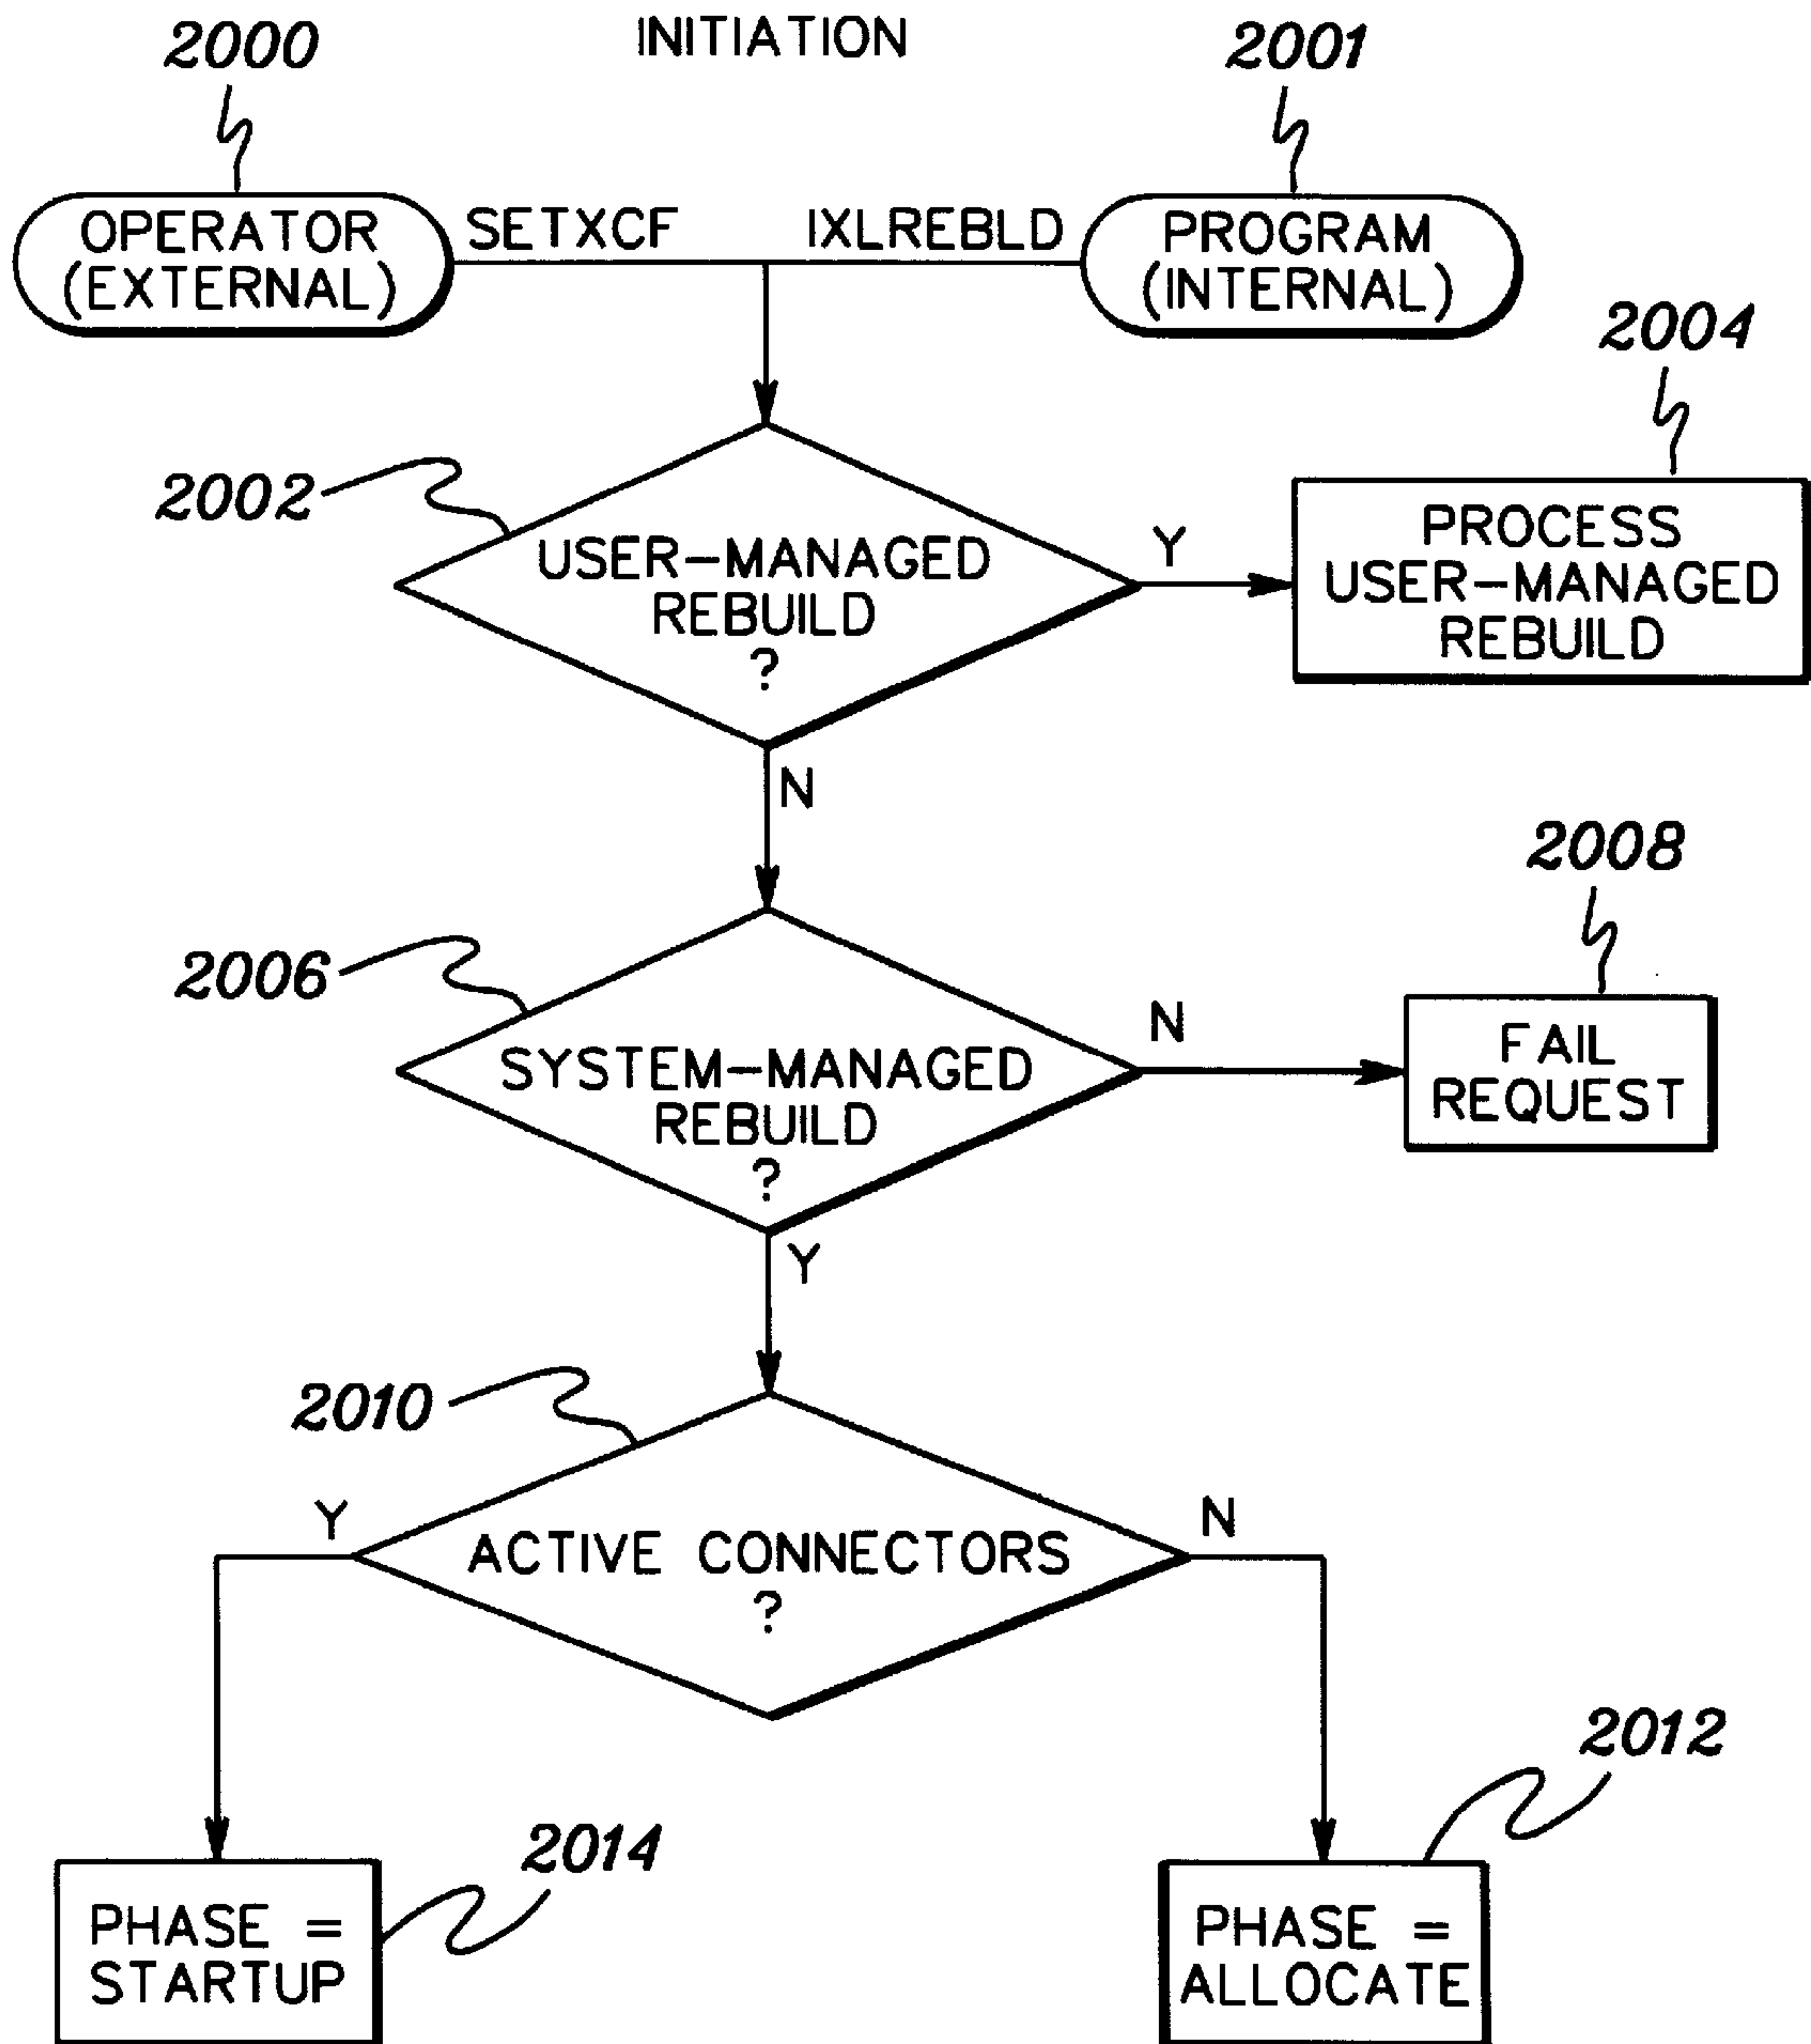 INITIATION
2000
2001
OPERATOR
(EXTERNAL)
SETXCF
IXLREBLD
PROGRAM
(INTERNAL)
2004
2002
USER-MANAGED
REBUILD
?
Y
PROCESS
USER-MANAGED
REBUILD
N
2008
2006
SYSTEM-MANAGED
REBUILD
?
N
FAIL
REQUEST
Y
2010
Y
ACTIVE CONNECTORS
?
N
2012
2014
PHASE =
STARTUP
PHASE =
ALLOCATE